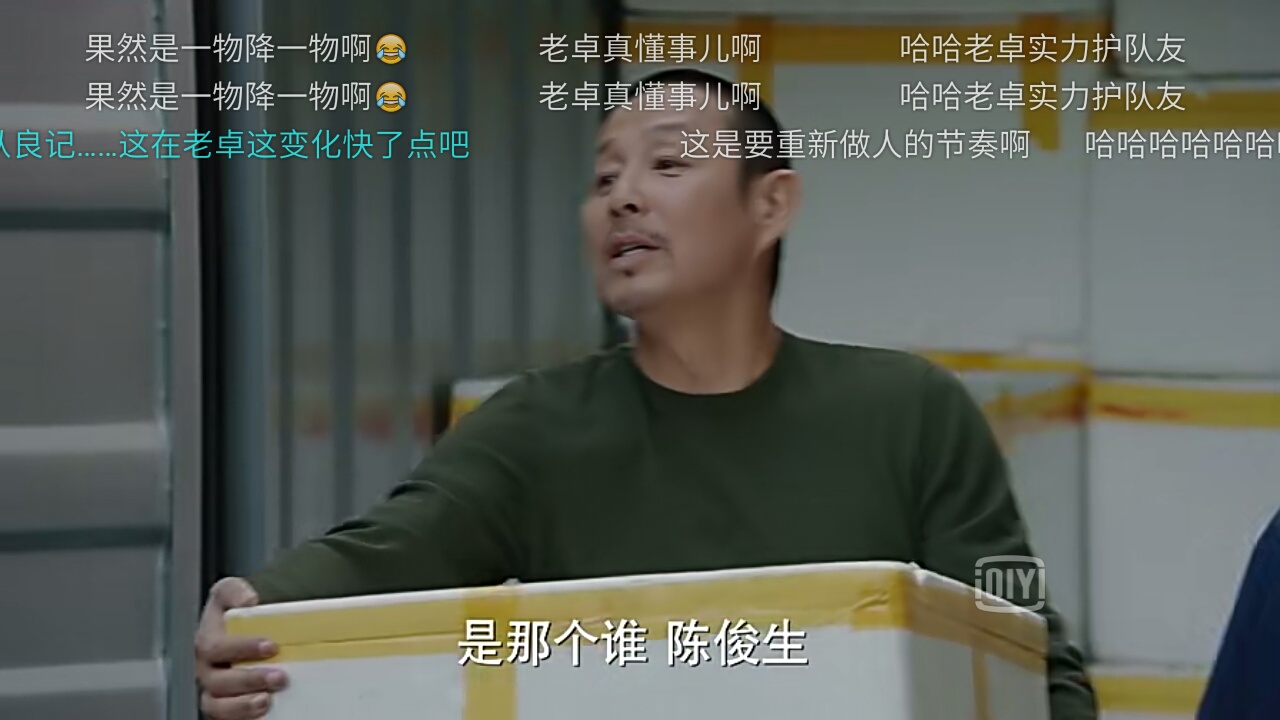 果然是一物降一物啊😂 老卓真懂事儿啊 哈哈老卓实力护队友
果然是一物降一物啊😂 老卓真懂事儿啊 哈哈老卓实力护队友
从良记……这在老卓这变化快了点吧 这是要重新做人的节奏啊 哈哈哈哈哈哈
iQIYI
是那个谁 陈俊生